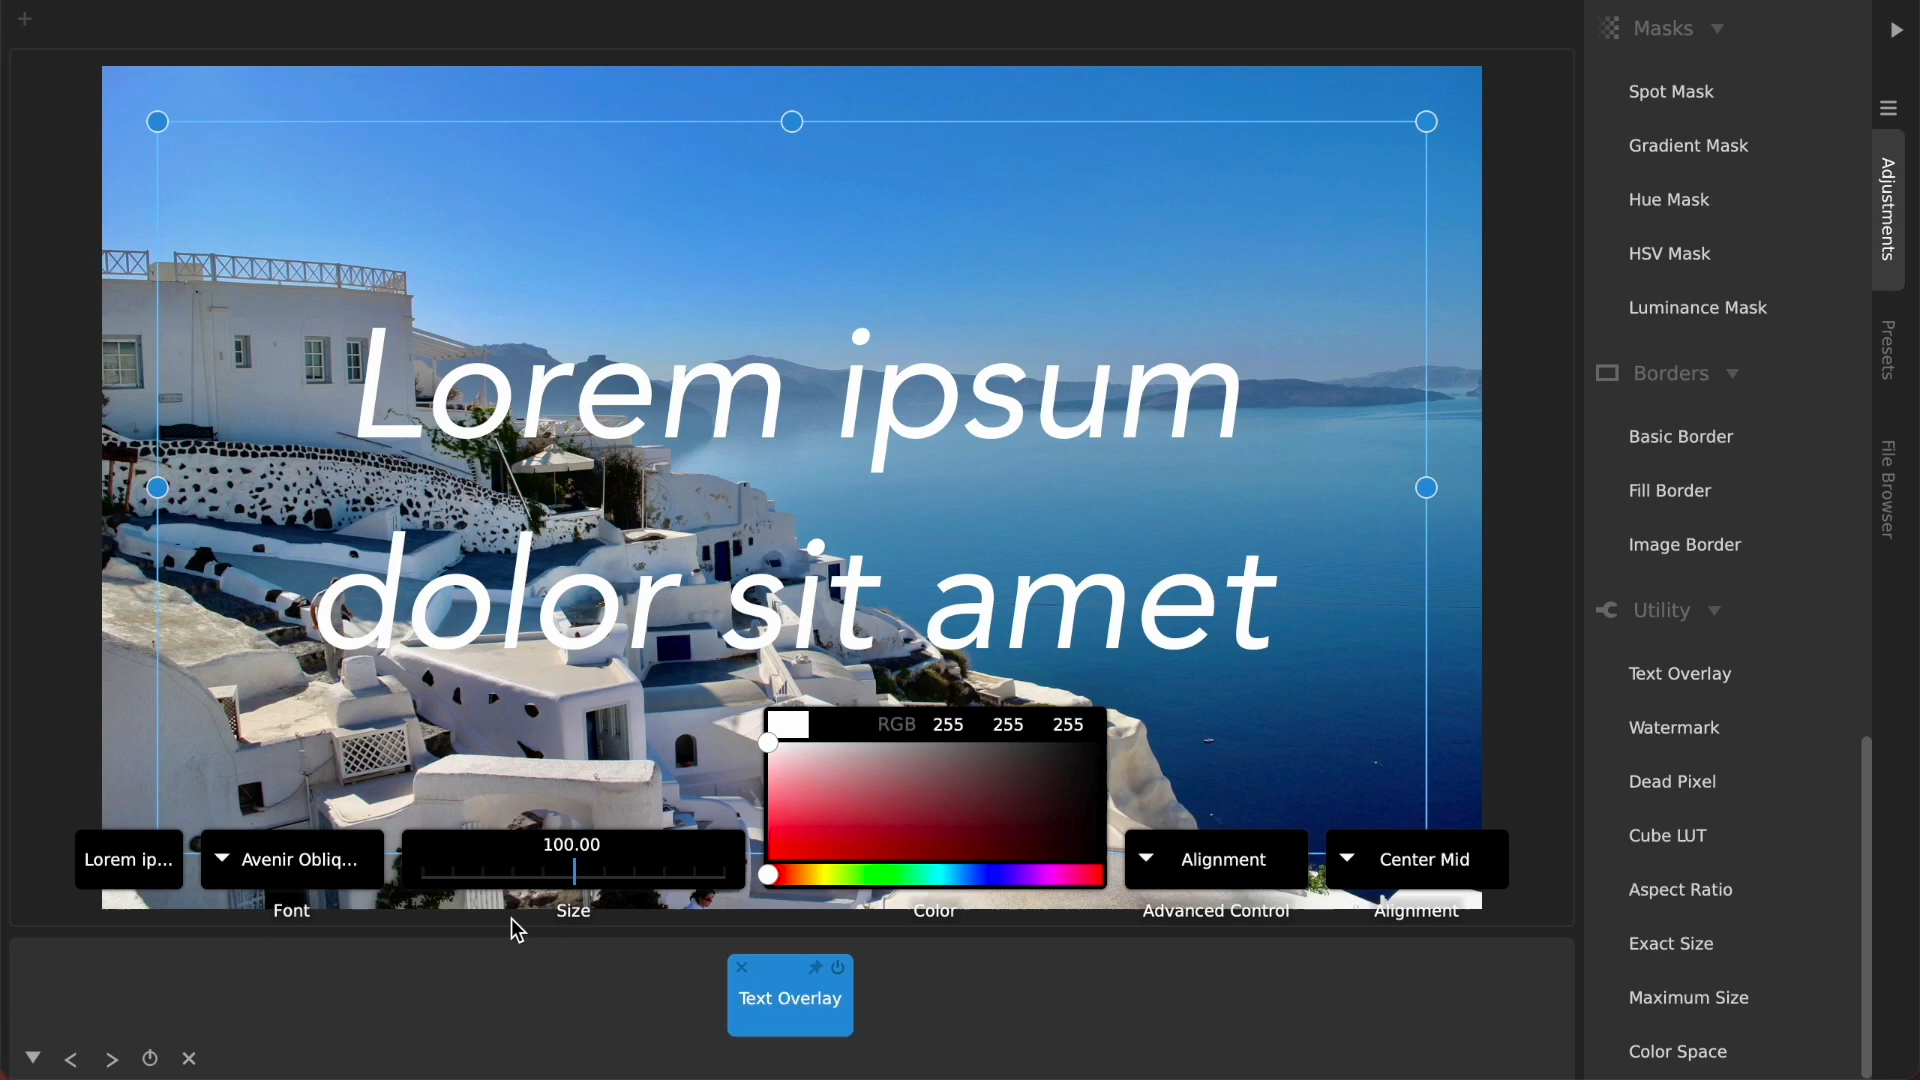 Masks
Spot Mask
Gradient Mask
Hue Mask
HSV Mask
Luminance Mask
Borders
Basic Border
Fill Border
Image Border
Utility
Text Overlay
Watermark
Dead Pixel
Cube LUT
Aspect Ratio
Exact Size
Maximum Size
Color Space
Adjustments
Presets
File Browser
Lorem ipsum
dolor sit amet
RGB 255 255 255
Lorem ip...
Avenir Obliq...
100.00
Alignment
Center Mid
Font
Size
Color
Advanced Control
Alignment
Text Overlay